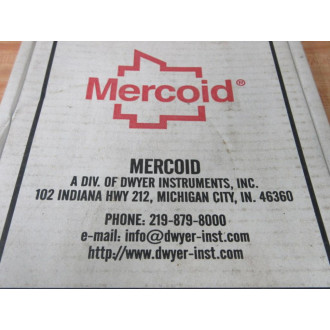 Mercoid®
MERCOID
A DIV. OF DWYER INSTRUMENTS, INC.
102 INDIANA HWY 212, MICHIGAN CITY, IN. 46360
PHONE: 219-879-8000
e-mail: info@dwyer-inst.com
http://www.dwyer-inst.com